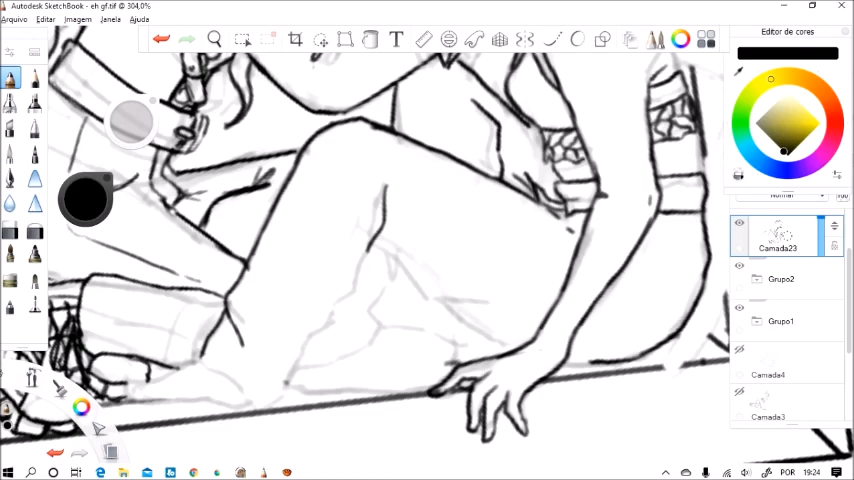 Autodesk SketchBook - eh gf.tif @ 304,0%
Arquivo Editar Imagem Janela Ajuda
T
Editor de cores
Normal
Camada23
Grupo2
Grupo1
Camada4
Camada3
POR 19:24